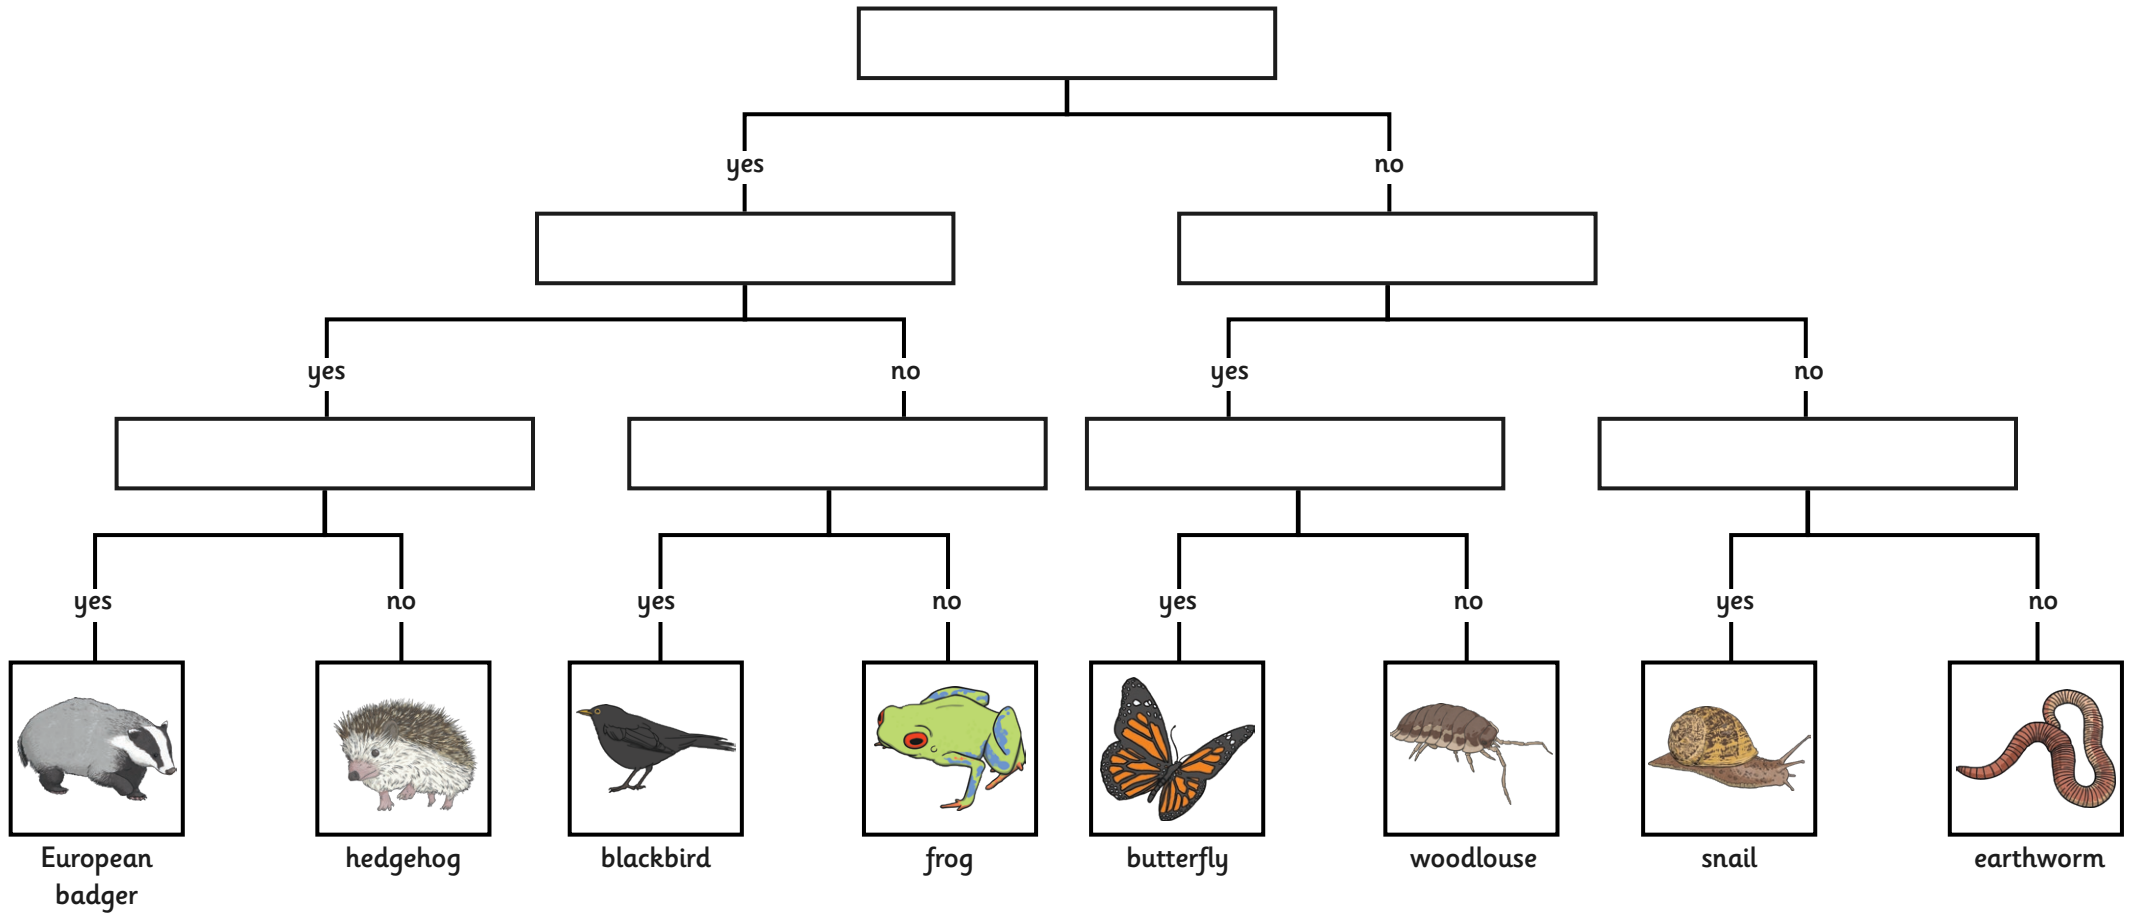 yes
no
yes
no
yes
no
yes
no
yes
no
yes
no
yes
no
European
badger
hedgehog
blackbird
frog
butterfly
woodlouse
snail
earthworm